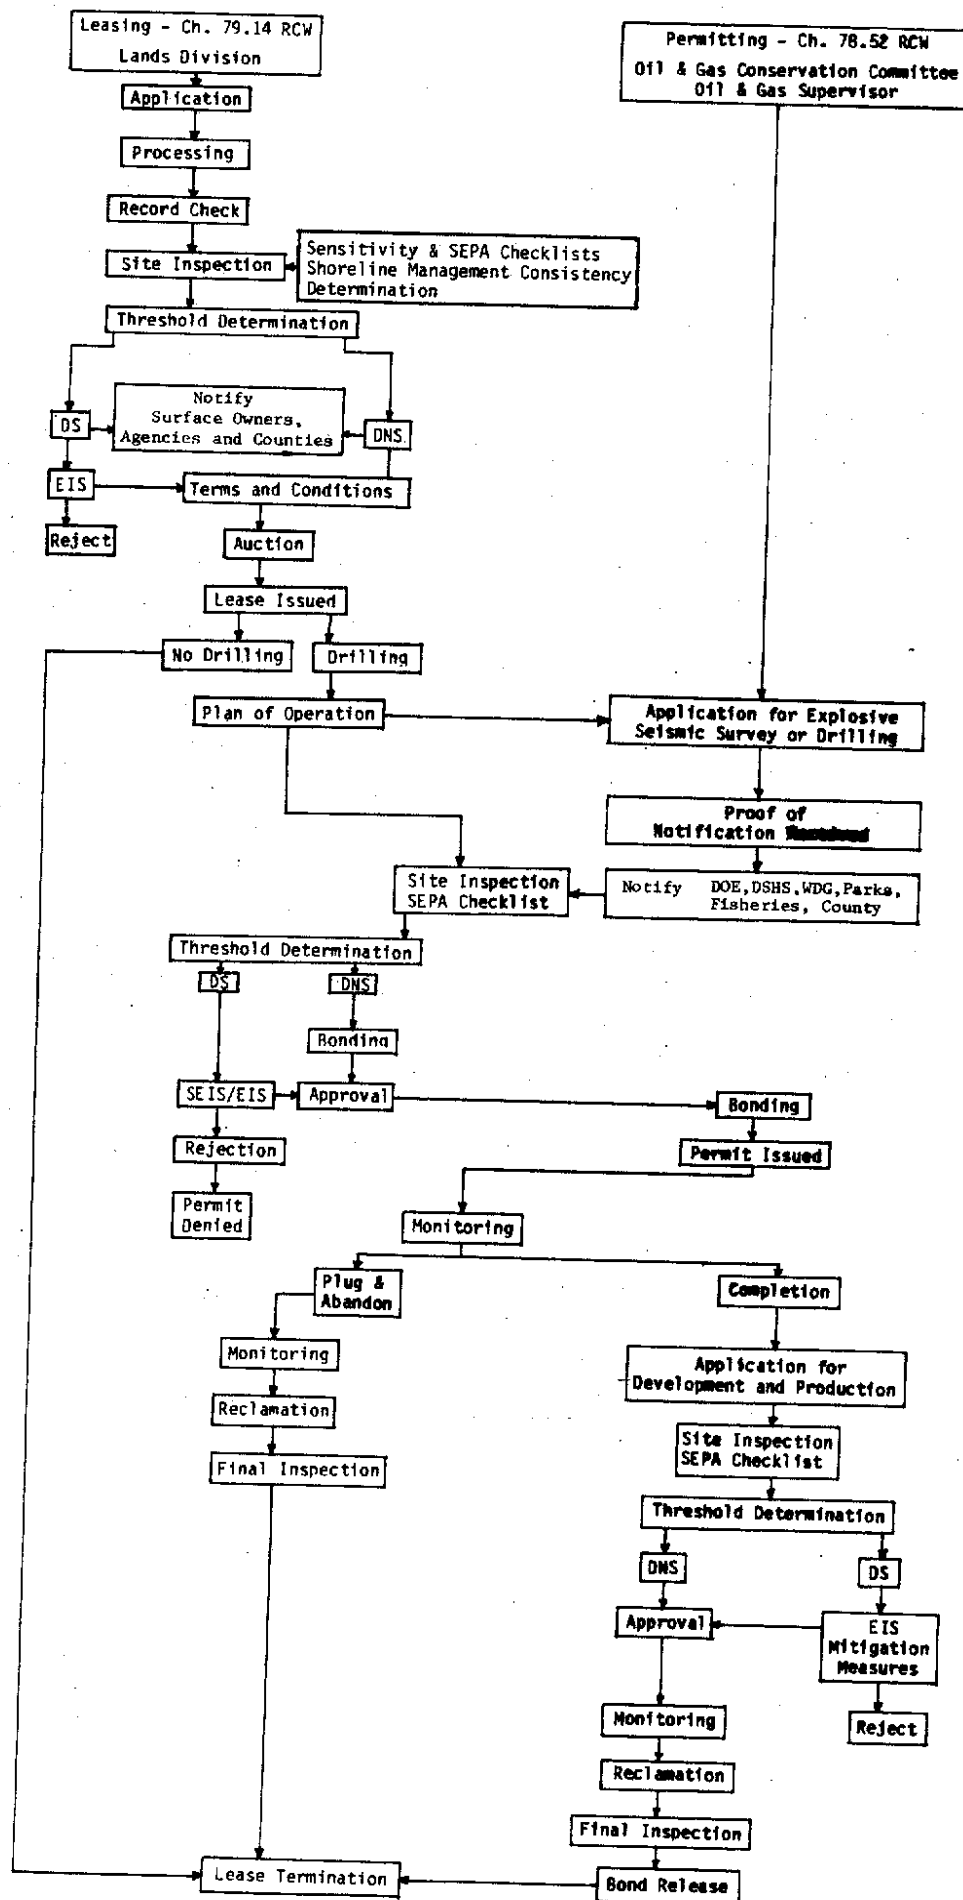 Leasing - Ch. 79.14 RCW
Lands Division
Permitting - Ch. 78.52 RCW
Oil & Gas Conservation Committee
Oil & Gas Supervisor
Application
Processing
Record Check
Site Inspection
Sensitivity & SEPA Checklists
Shoreline Management Consistency
Determination
Threshold Determination
Notify
Surface Owners,
Agencies and Counties
DS
DNS
EIS
Terms and Conditions
Reject
Auction
Lease Issued
No Drilling
Drilling
Plan of Operation
Application for Explosive
Seismic Survey or Drilling
Proof of
Notification
Site Inspection
SEPA Checklist
Notify DOE,DSHS,WDG,Parks,
Fisheries, County
Threshold Determination
DS
DNS
Bonding
SEIS/EIS
Approval
Bonding
Rejection
Permit Issued
Permit
Denied
Monitoring
Plug &
Abandon
Completion
Monitoring
Application for
Development and Production
Reclamation
Site Inspection
SEPA Checklist
Final Inspection
Threshold Determination
DNS
DS
Approval
EIS
Mitigation
Measures
Monitoring
Reject
Reclamation
Final Inspection
Lease Termination
Bond Release